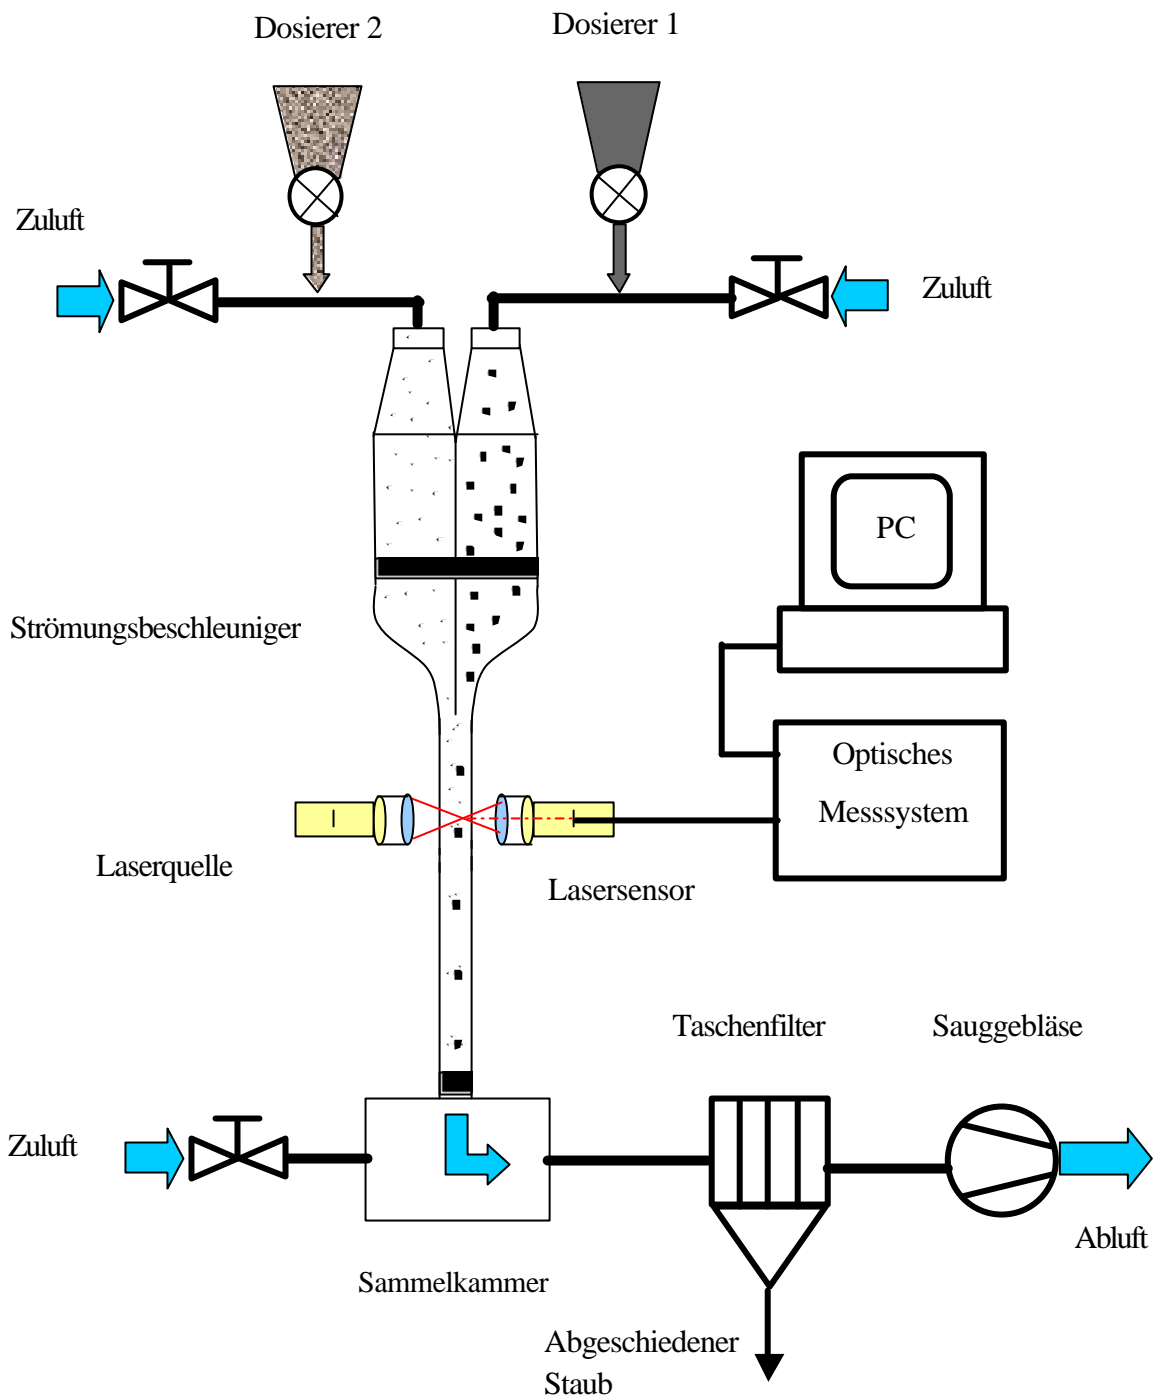 Dosierer 2
Dosierer 1
Zuluft
Zuluft
PC
Strömungsbeschleuniger
Optisches
Messsystem
Laserquelle
Lasersensor
Taschenfilter
Sauggebläse
Zuluft
Abluft
Sammelkammer
Abgeschiedener
Staub